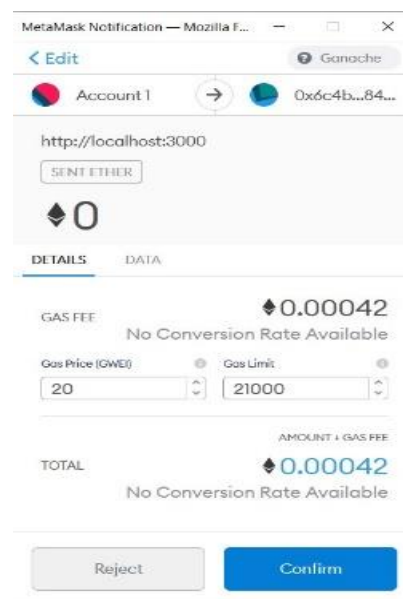 MetaMask Notification — Mozilla F...
< Edit
Ganache
Account 1
0x6c4b...84...
http://localhost:3000
SENT ETHER
0
DETAILS DATA
0.00042
GAS FEE
No Conversion Rate Available
Gas Price (GWEI) Gas Limit
20 21000
AMOUNT + GAS FEE
TOTAL 0.00042
No Conversion Rate Available
Reject Confirm